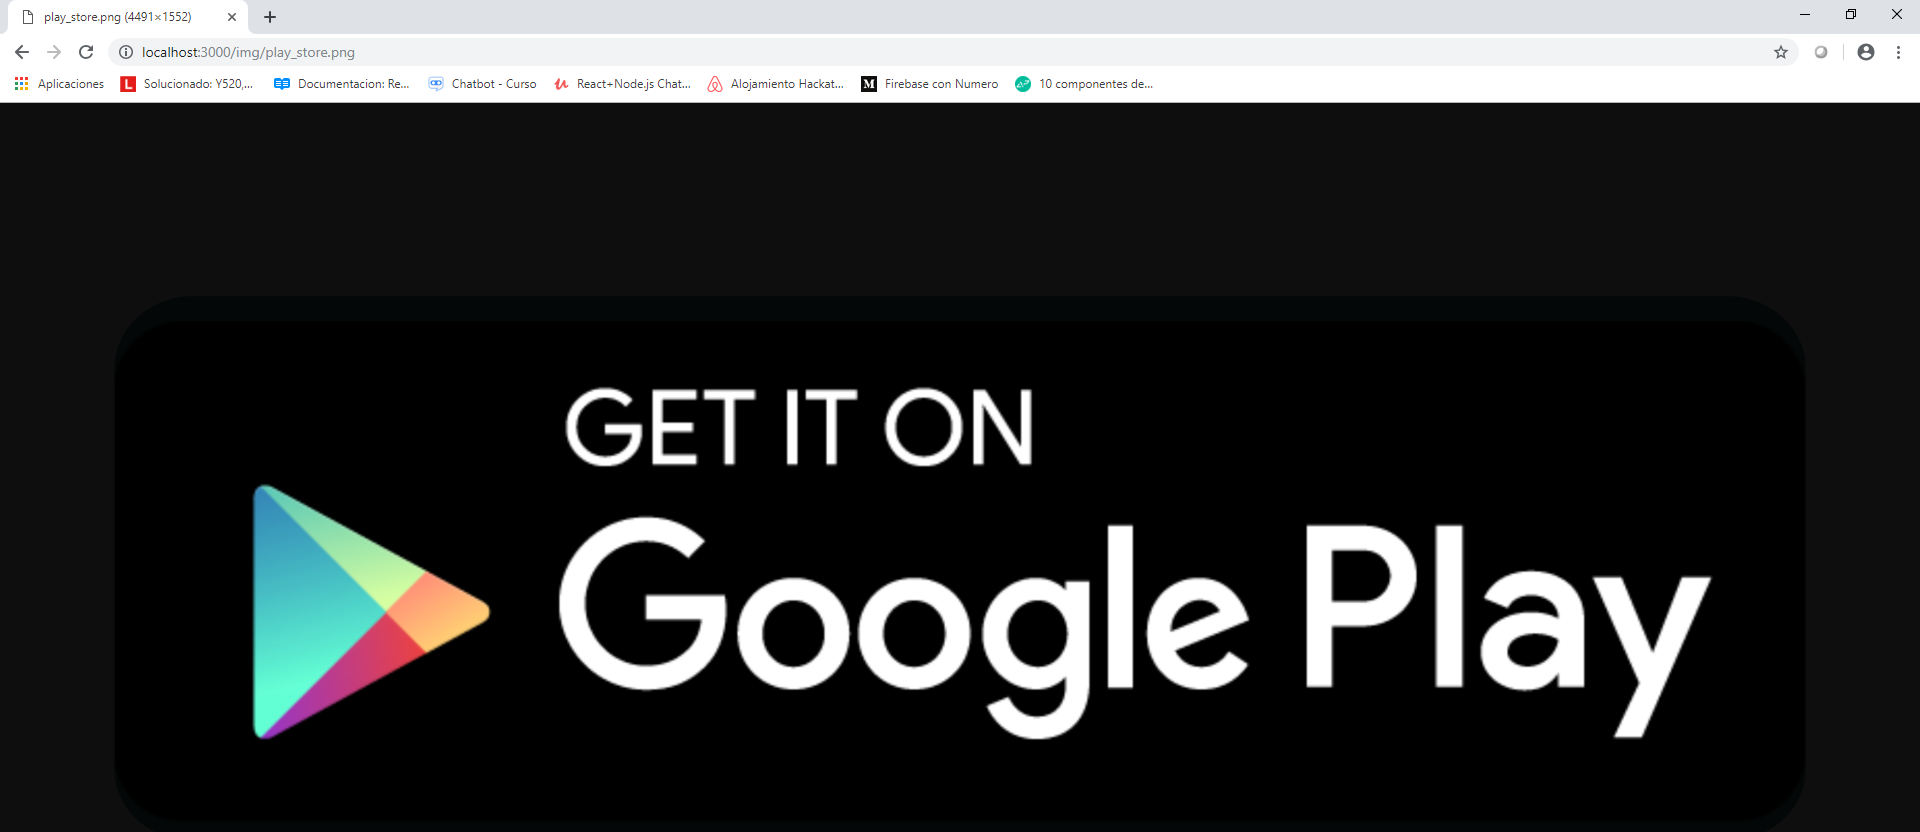 play_store.png (4491×1552)
localhost:3000/img/play_store.png
Aplicaciones
Solucionado: Y520,...
Documentacion: Re...
Chatbot - Curso
React+Node.js Chat...
Alojamiento Hackat...
M
Firebase con Numero
10 componentes de...
GET IT ON
Google Play